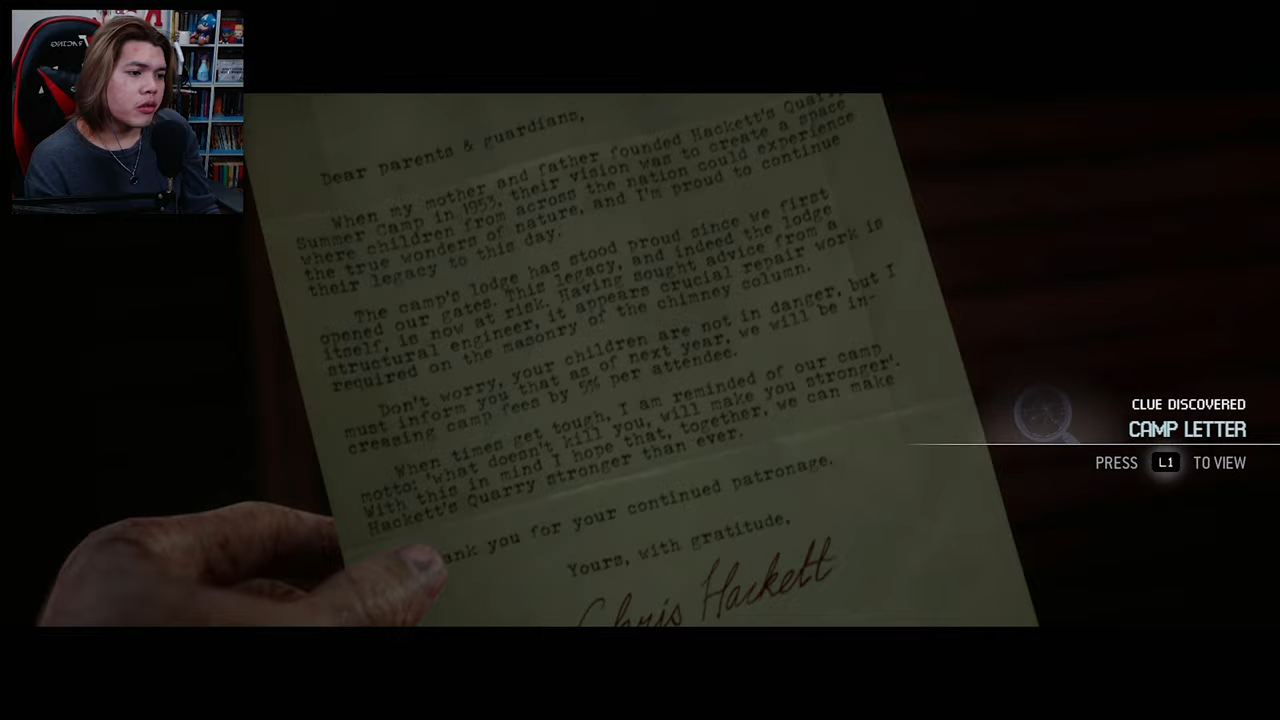 Dear parents & guardians,
When my mother and father founded Hackett's Quarry
Summer Camp in 1953, their vision was to create a space
where children from across the nation could experience
the true wonders of nature, and I'm proud to continue
their legacy to this day.
The camp's lodge has stood proud since we first
opened our gates. This legacy, and indeed the lodge
itself, is now at risk. Having sought advice from a
structural engineer, it appears crucial repair work is
required on the masonry of the chimney column.
Don't worry, your children are not in danger, but I
must inform you that as of next year, we will be in-
creasing camp fees by 5% per attendee.
When times get tough, I am reminded of our camp
motto: 'What doesn't kill you, will make you stronger'.
With this in mind I hope that, together, we can make
Hackett's Quarry stronger than ever.
ank you for your continued patronage.
Yours, with gratitude,
Chris Hackett
CLUE DISCOVERED
CAMP LETTER
PRESS L1 TO VIEW